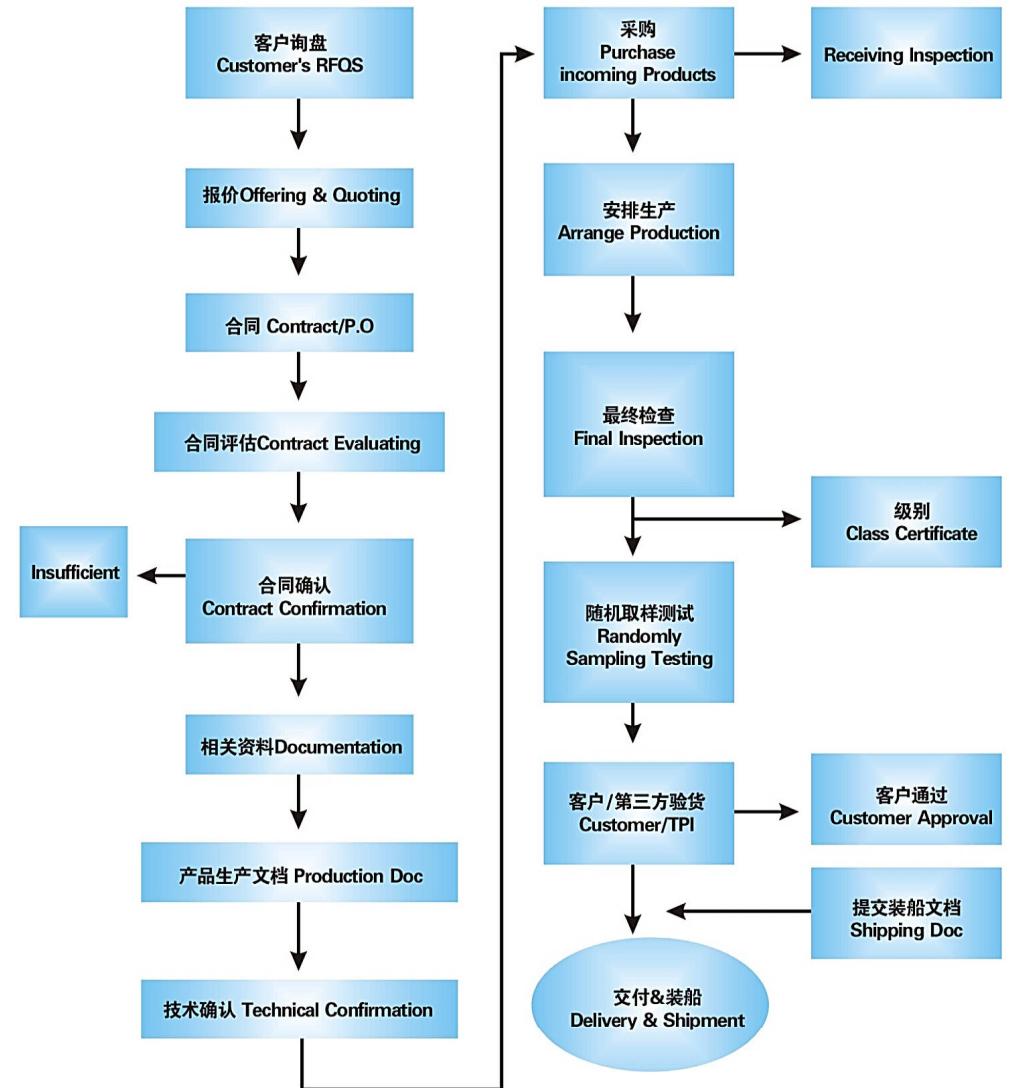 客户询盘
Customer's RFQS
报价Offering & Quoting
合同 Contract/P.O
合同评估Contract Evaluating
Insufficient
合同确认
Contract Confirmation
相关资料Documentation
产品生产文档 Production Doc
技术确认 Technical Confirmation
采购
Purchase
incoming Products
Receiving Inspection
安排生产
Arrange Production
最终检查
Final Inspection
级别
Class Certificate
随机取样测试
Randomly
Sampling Testing
客户/第三方验货
Customer/TPI
客户通过
Customer Approval
提交装船文档
Shipping Doc
交付&装船
Delivery & Shipment